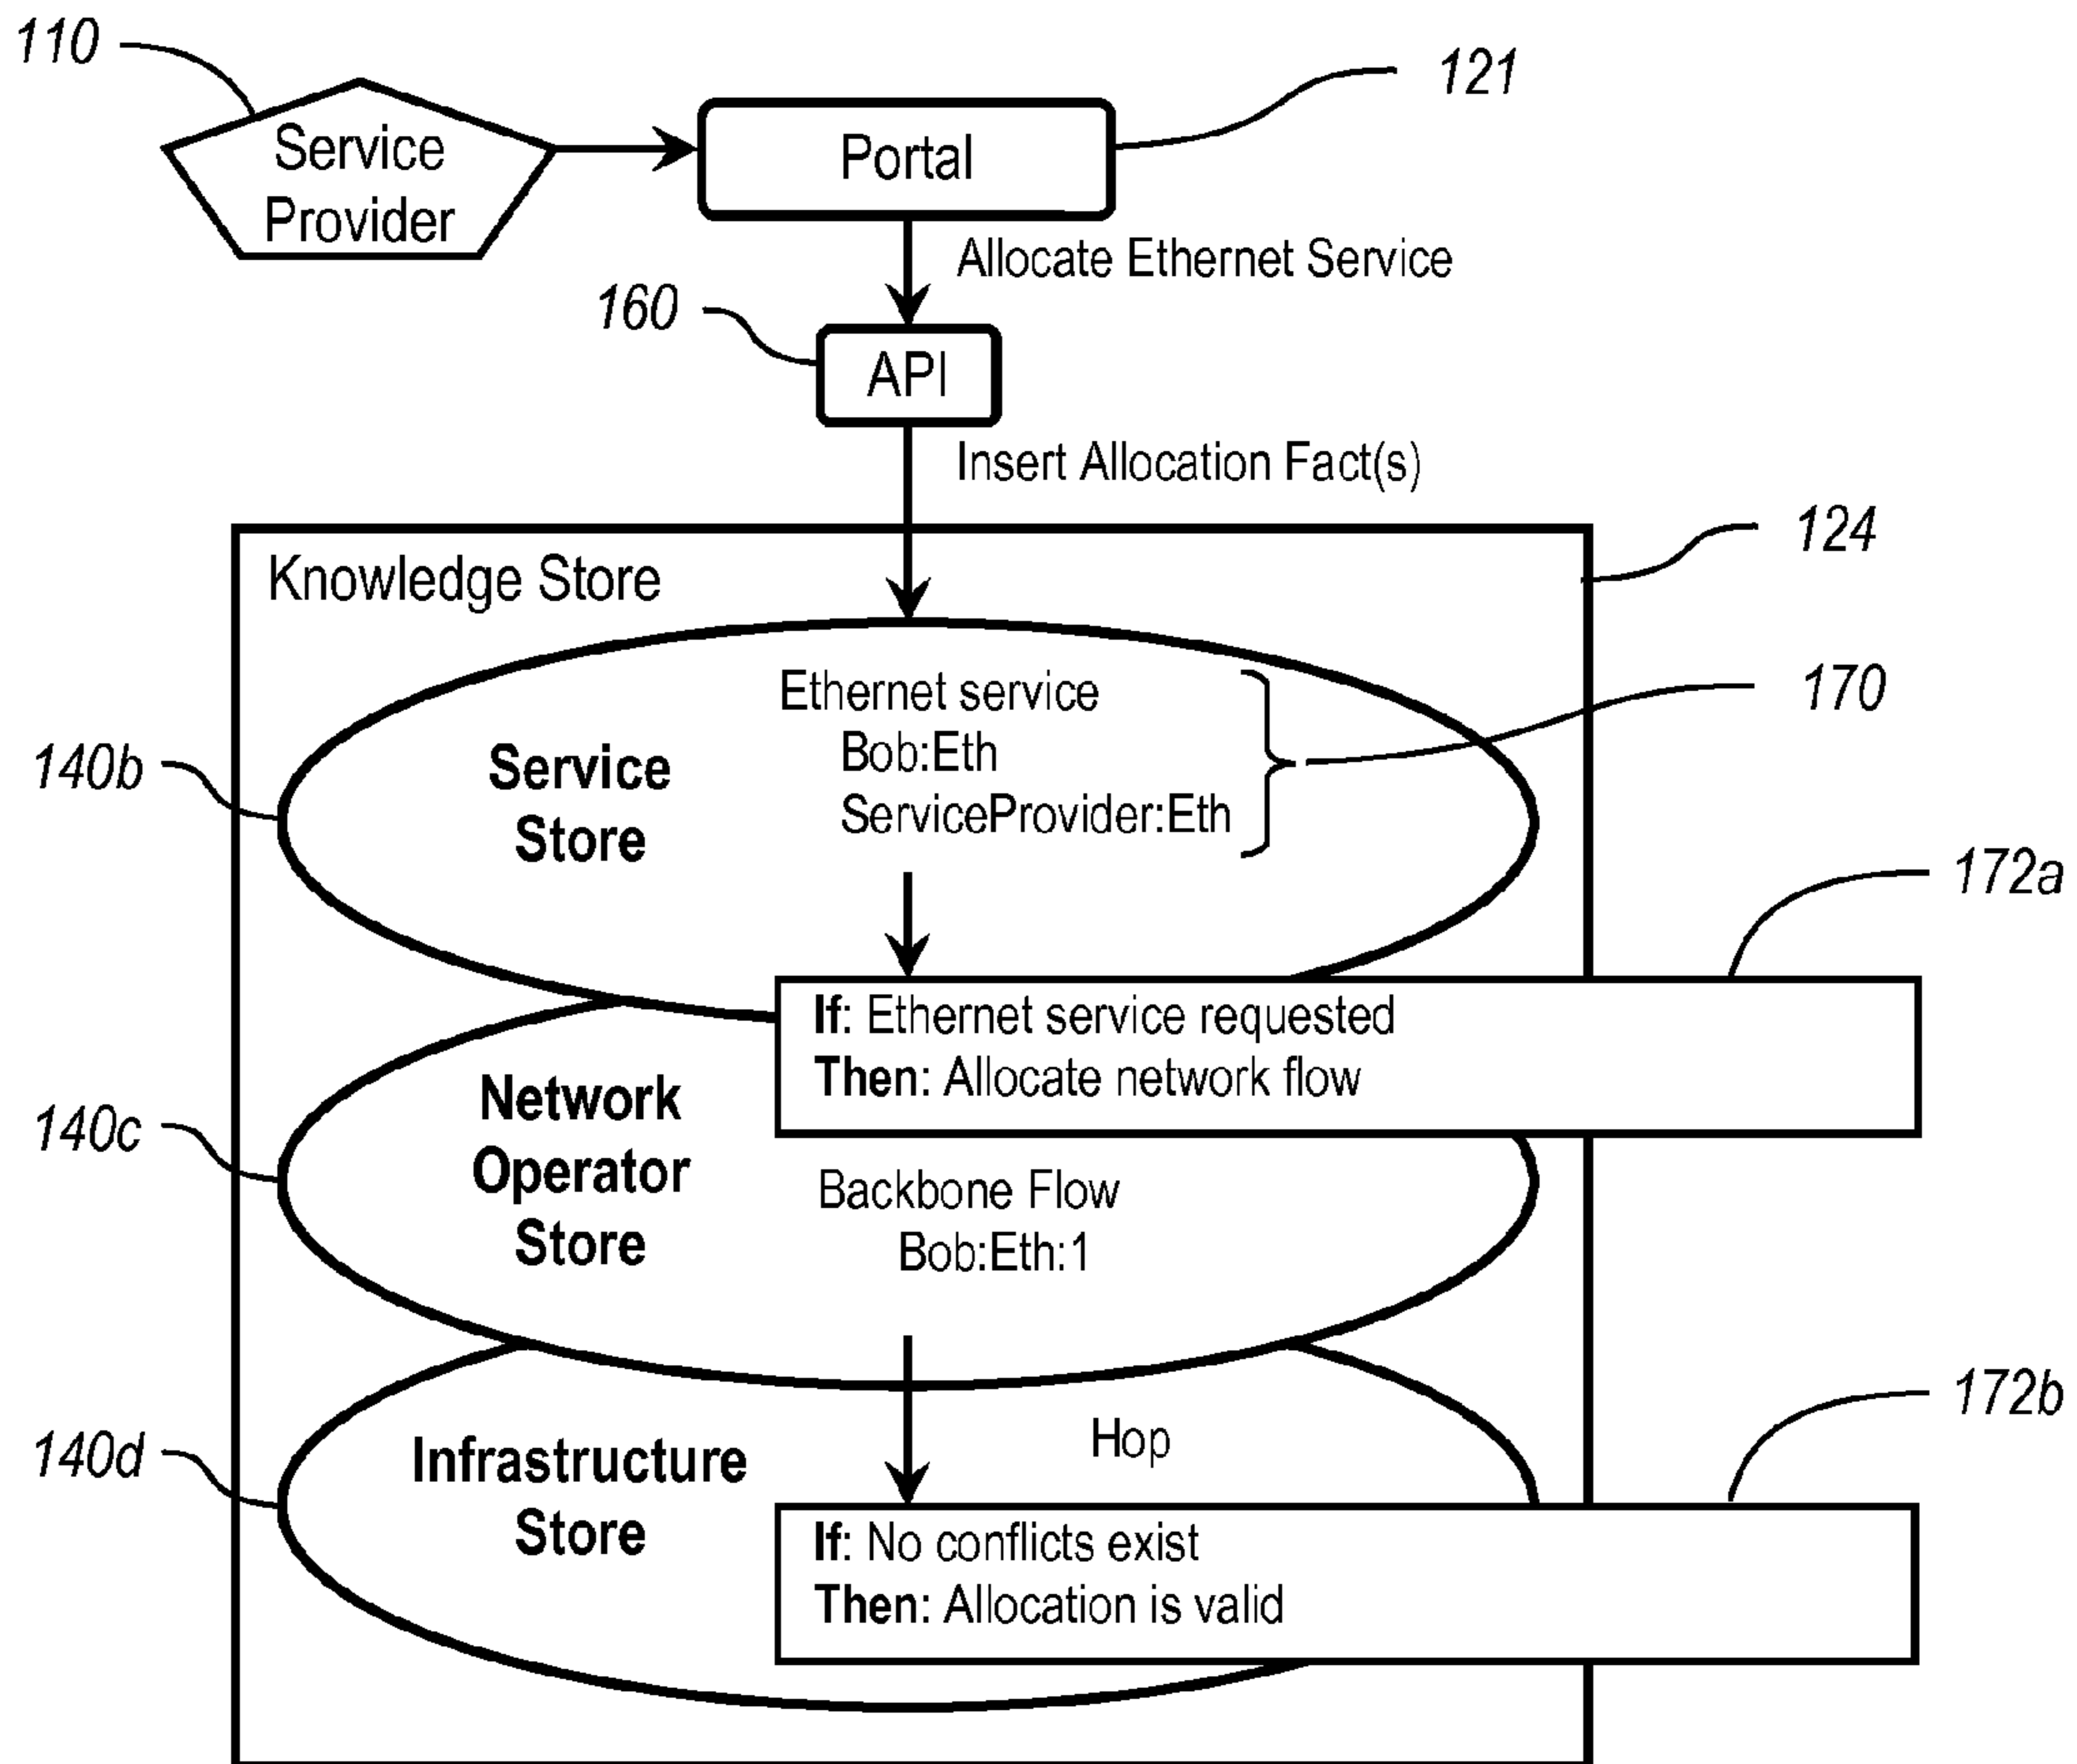 110
121
Service
Provider
Portal
Allocate Ethernet Service
160
API
Insert Allocation Fact(s)
124
Knowledge Store
170
Ethernet service
Bob:Eth
ServiceProvider:Eth
140b
Service
Store
172a
If: Ethernet service requested
Then: Allocate network flow
140c
Network
Operator
Store
Backbone Flow
Bob:Eth:1
172b
Hop
140d
Infrastructure
Store
If: No conflicts exist
Then: Allocation is valid